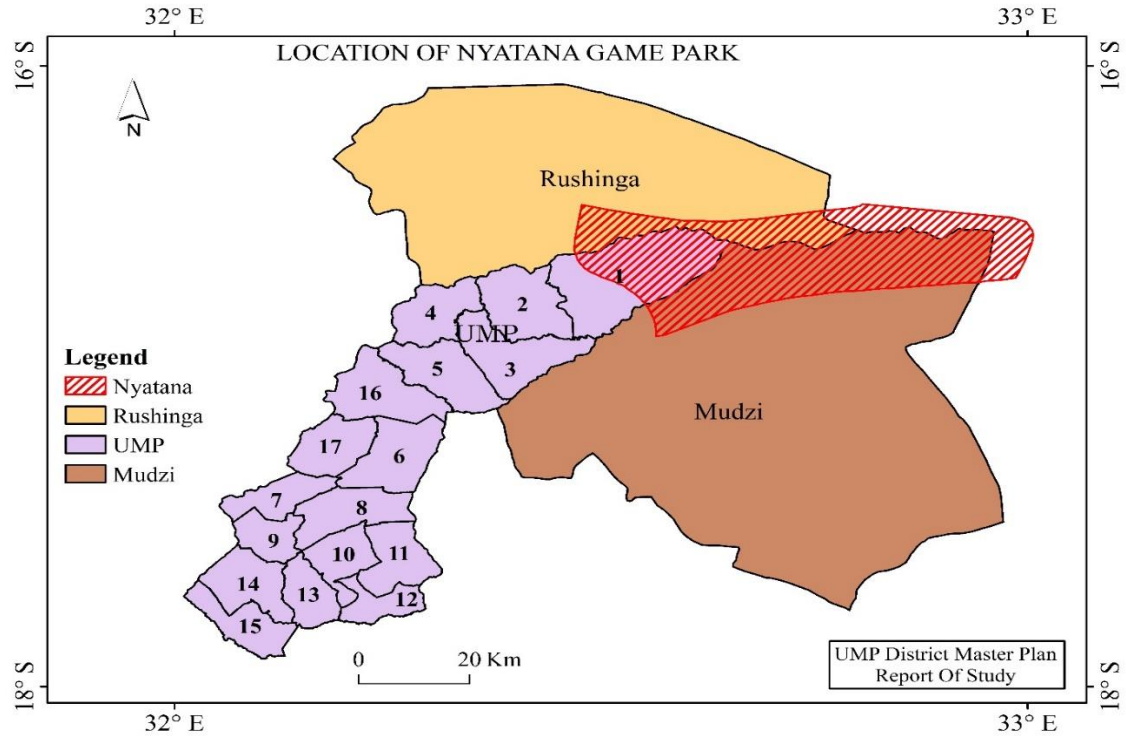 32° E
33° E
LOCATION OF NYATANA GAME PARK
16° S
16° S
N
Rushinga
1
2
4
UMP
3
5
16
Mudzi
17
6
7
8
9
10
11
14
13
12
15
Legend
Nyatana
Rushinga
UMP
Mudzi
0 20 Km
UMP District Master Plan
Report Of Study
18° S
18° S
32° E
33° E